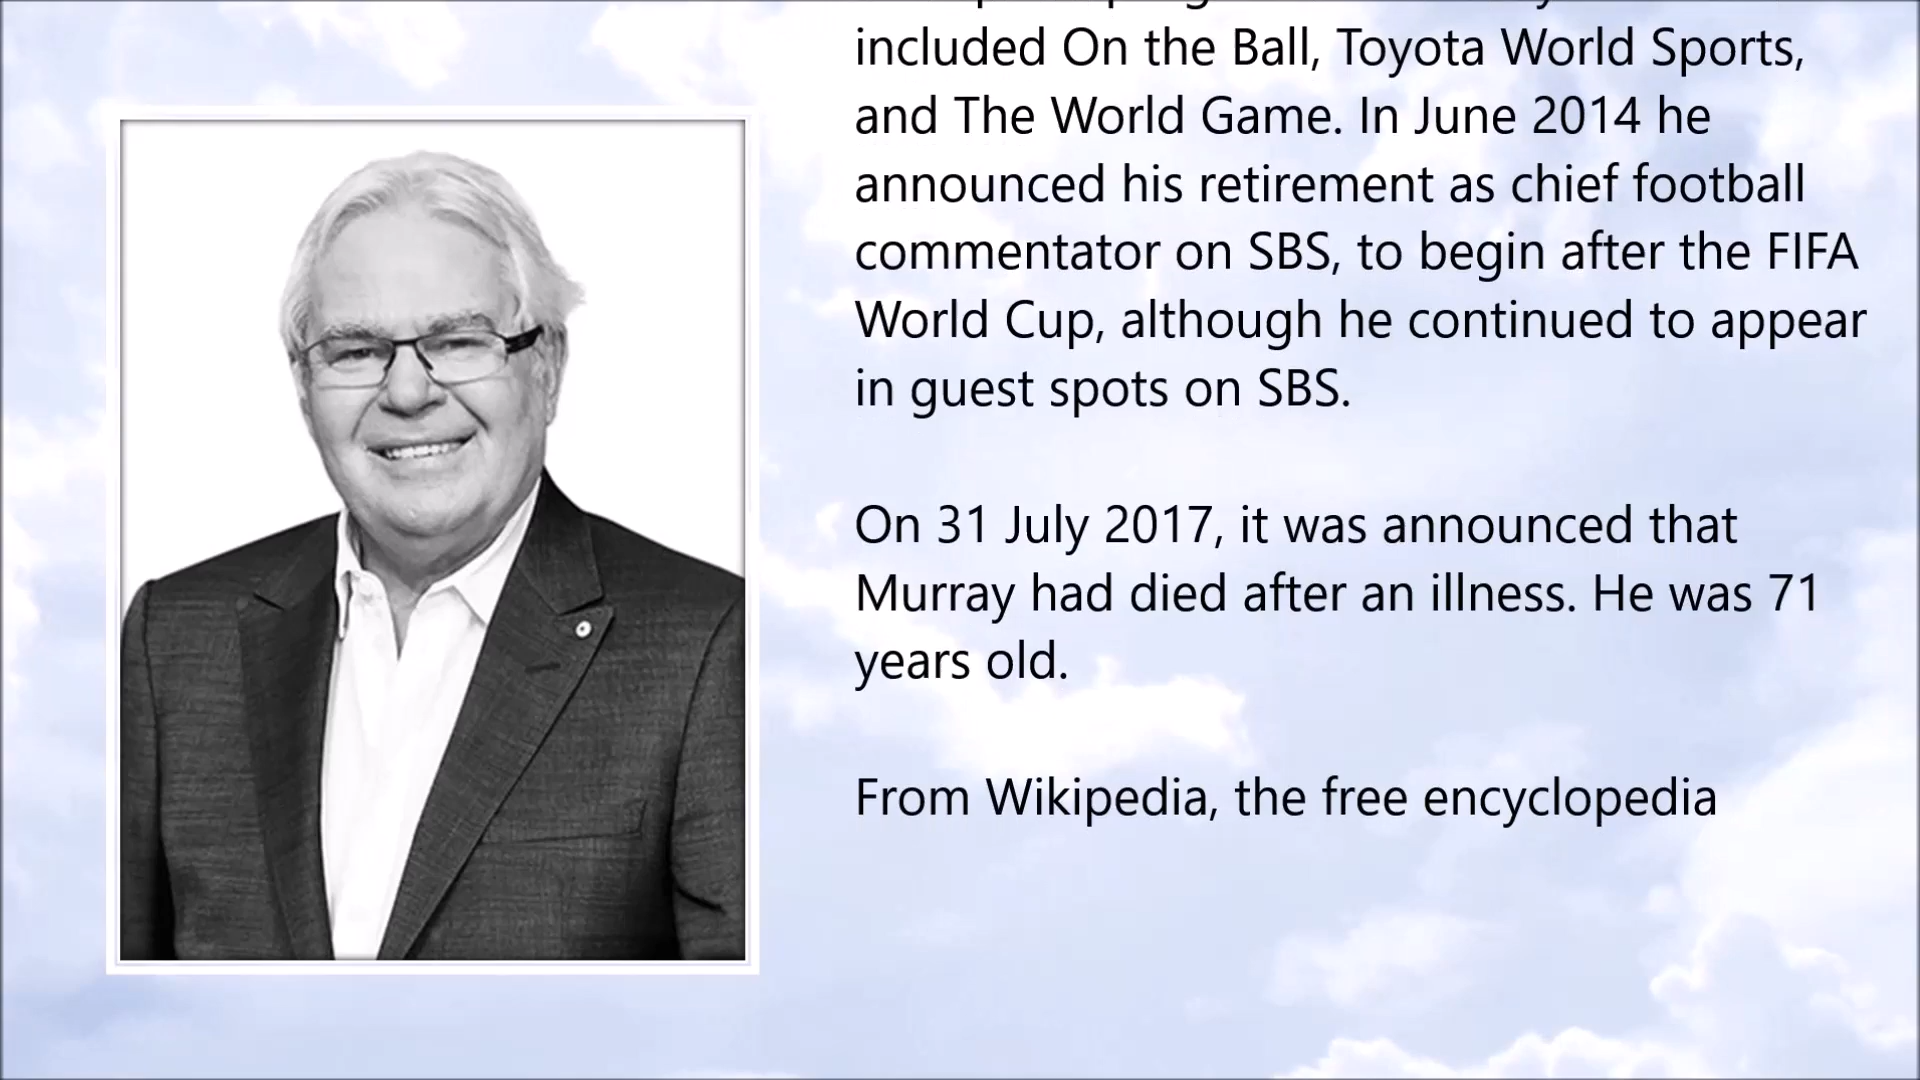 included On the Ball, Toyota World Sports,
and The World Game. In June 2014 he
announced his retirement as chief football
commentator on SBS, to begin after the FIFA
World Cup, although he continued to appear
in guest spots on SBS.
On 31 July 2017, it was announced that
Murray had died after an illness. He was 71
years old.
From Wikipedia, the free encyclopedia